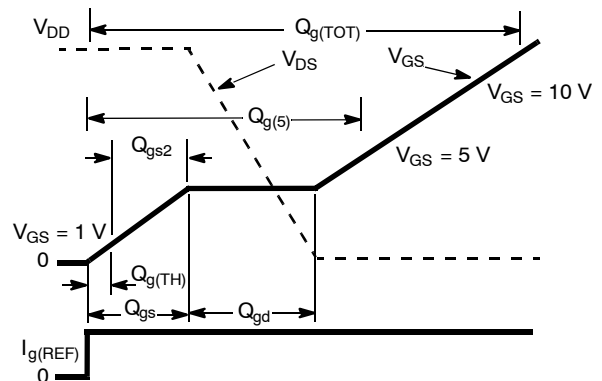 V_DD
Q_g(TOT)
V_DS
V_GS
V_GS = 10 V
Q_g(5)
Q_gs2
V_GS = 5 V
V_GS = 1 V
0
Q_g(TH)
Q_gs
Q_gd
I_g(REF)
0